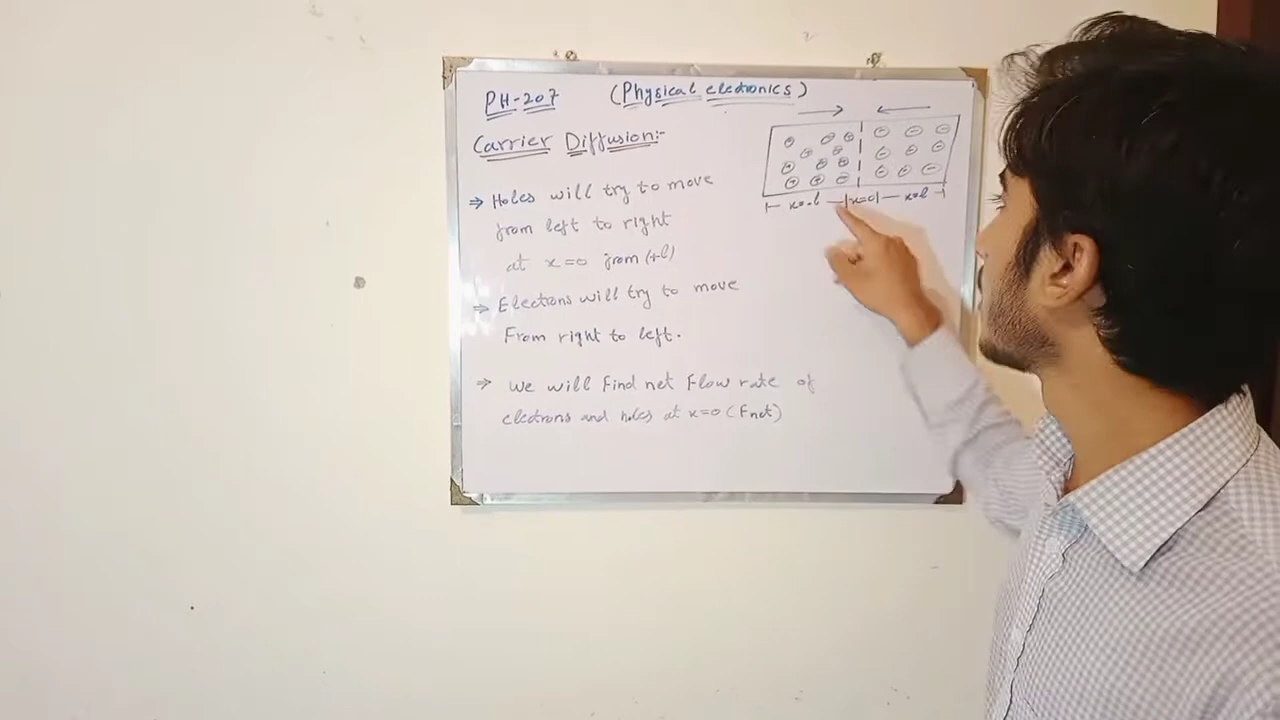 PH-207 (Physical electronics)
Carrier Diffusion:-
⇒ Holes will try to move
from left to right
at x=0 from (+l)
⇒ Electrons will try to move
From right to left.
⇒ we will Find net Flow rate of
electrons and holes at x=0 (Fnet)
x=-l x=0 x=l